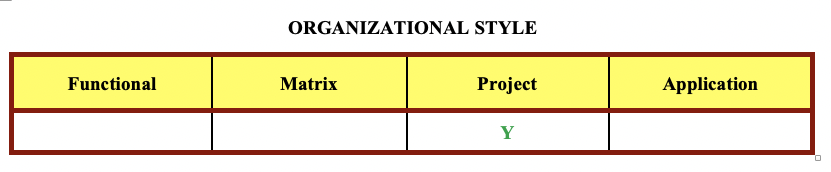 ORGANIZATIONAL STYLE
Functional Matrix Project Application
Y